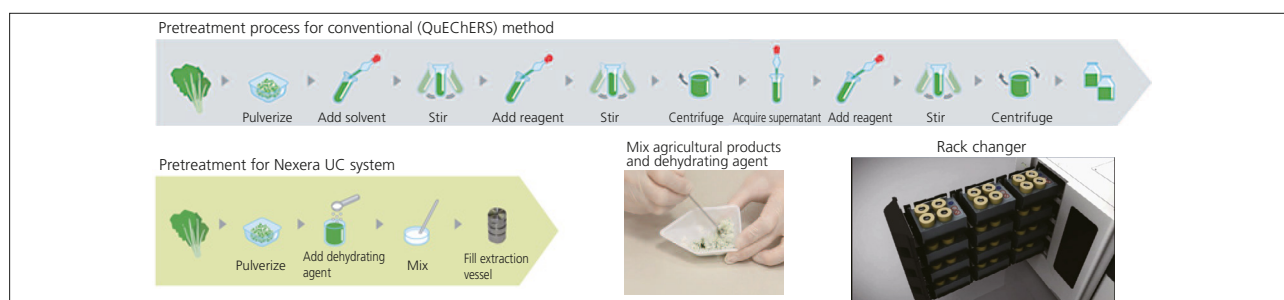 Pretreatment process for conventional (QuEChERS) method
Pulverize
Add solvent
Stir
Add reagent
Stir
Centrifuge
Acquire supernatant
Add reagent
Stir
Centrifuge
Pretreatment for Nexera UC system
Pulverize
Add dehydrating
agent
Mix
Fill extraction
vessel
Mix agricultural products
and dehydrating agent
Rack changer